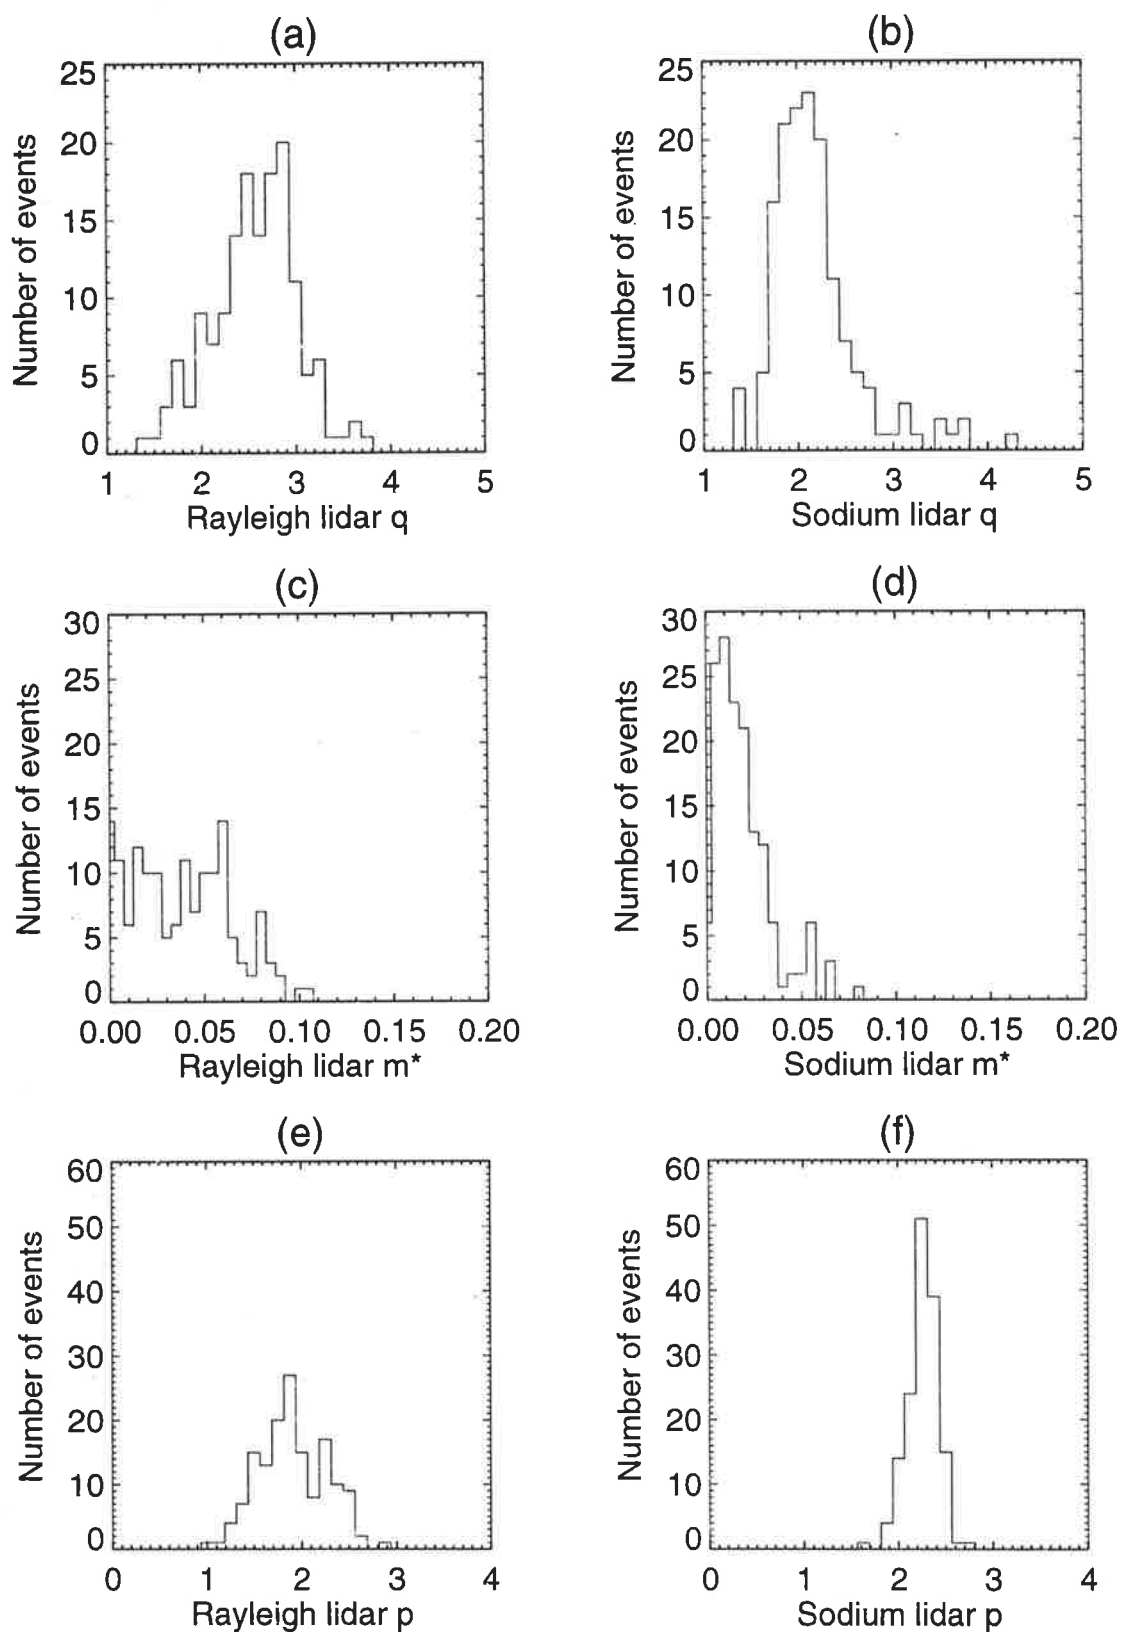 (a)
25
20
15
10
5
0
Number of events
1 2 3 4 5
Rayleigh lidar q
(b)
25
20
15
10
5
0
Number of events
1 2 3 4 5
Sodium lidar q
(c)
30
25
20
15
10
5
0
Number of events
0.00 0.05 0.10 0.15 0.20
Rayleigh lidar m*
(d)
30
25
20
15
10
5
0
Number of events
0.00 0.05 0.10 0.15 0.20
Sodium lidar m*
(e)
60
50
40
30
20
10
0
Number of events
0 1 2 3 4
Rayleigh lidar p
(f)
60
50
40
30
20
10
0
Number of events
0 1 2 3 4
Sodium lidar p